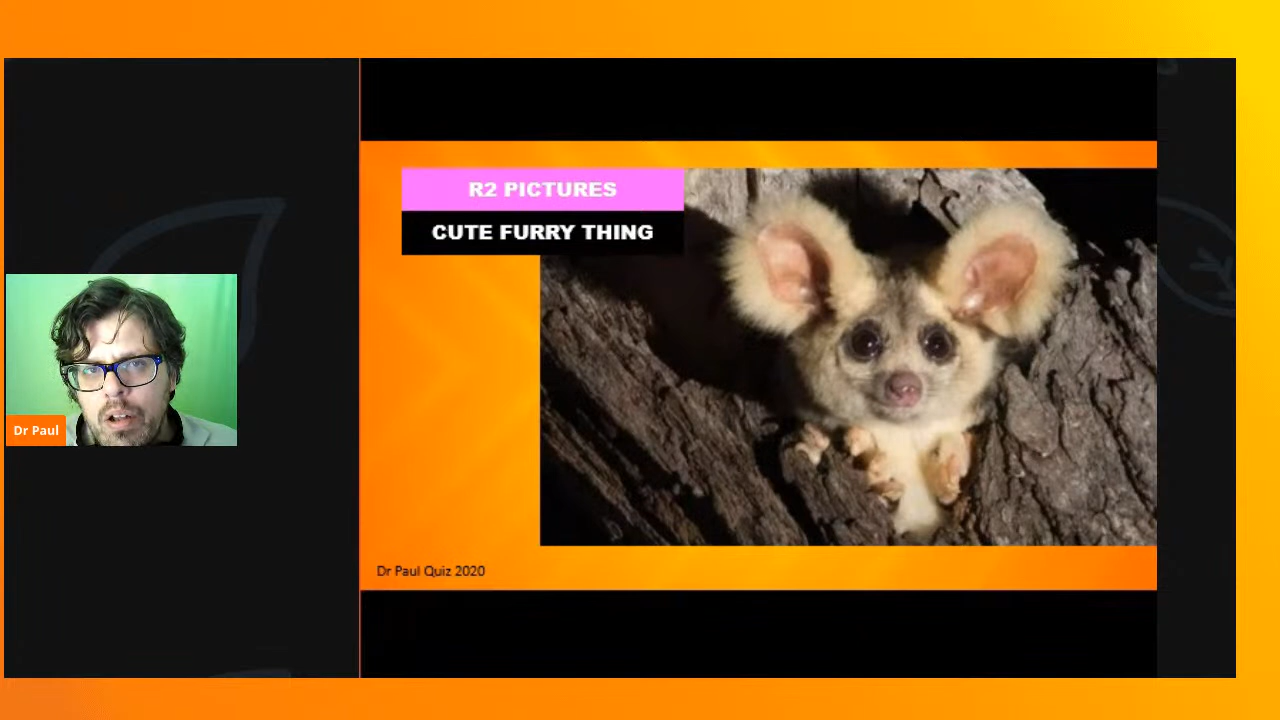 R2 PICTURES
CUTE FURRY THING
Dr Paul
Dr Paul Quiz 2020